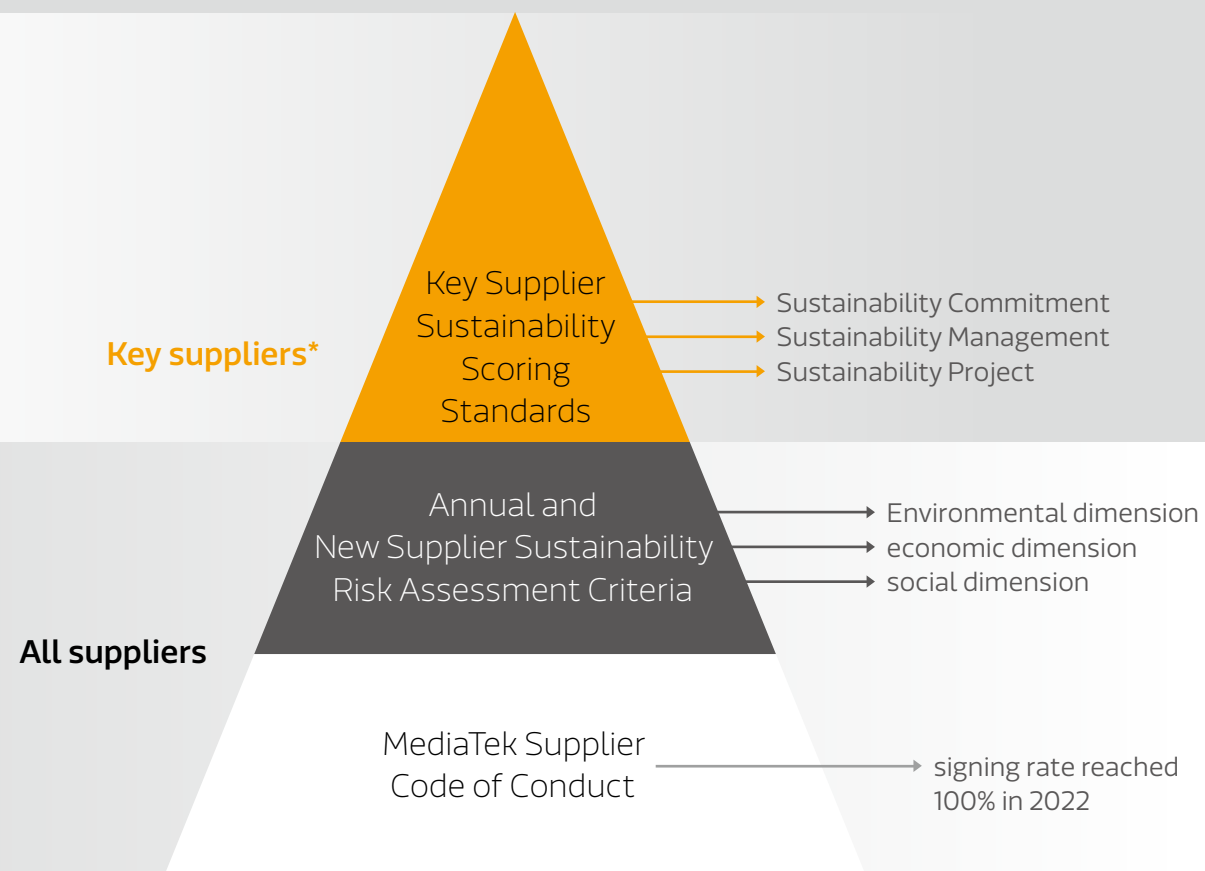 Key suppliers*
Key Supplier
Sustainability
Scoring
Standards
Sustainability Commitment
Sustainability Management
Sustainability Project
All suppliers
Annual and
New Supplier Sustainability
Risk Assessment Criteria
Environmental dimension
economic dimension
social dimension
MediaTek Supplier
Code of Conduct
signing rate reached
100% in 2022